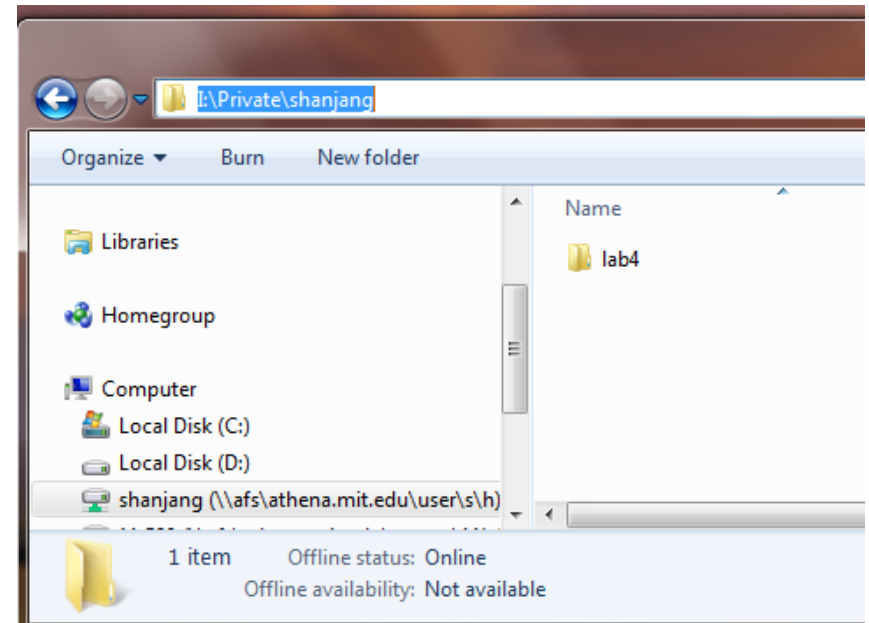 I:\Private\shanjang
Organize Burn New folder
Name
Libraries
lab4
Homegroup
Computer
Local Disk (C:)
Local Disk (D:)
shanjang (\\afs\athena.mit.edu\user\s\h)
1 item Offline status: Online
Offline availability: Not available